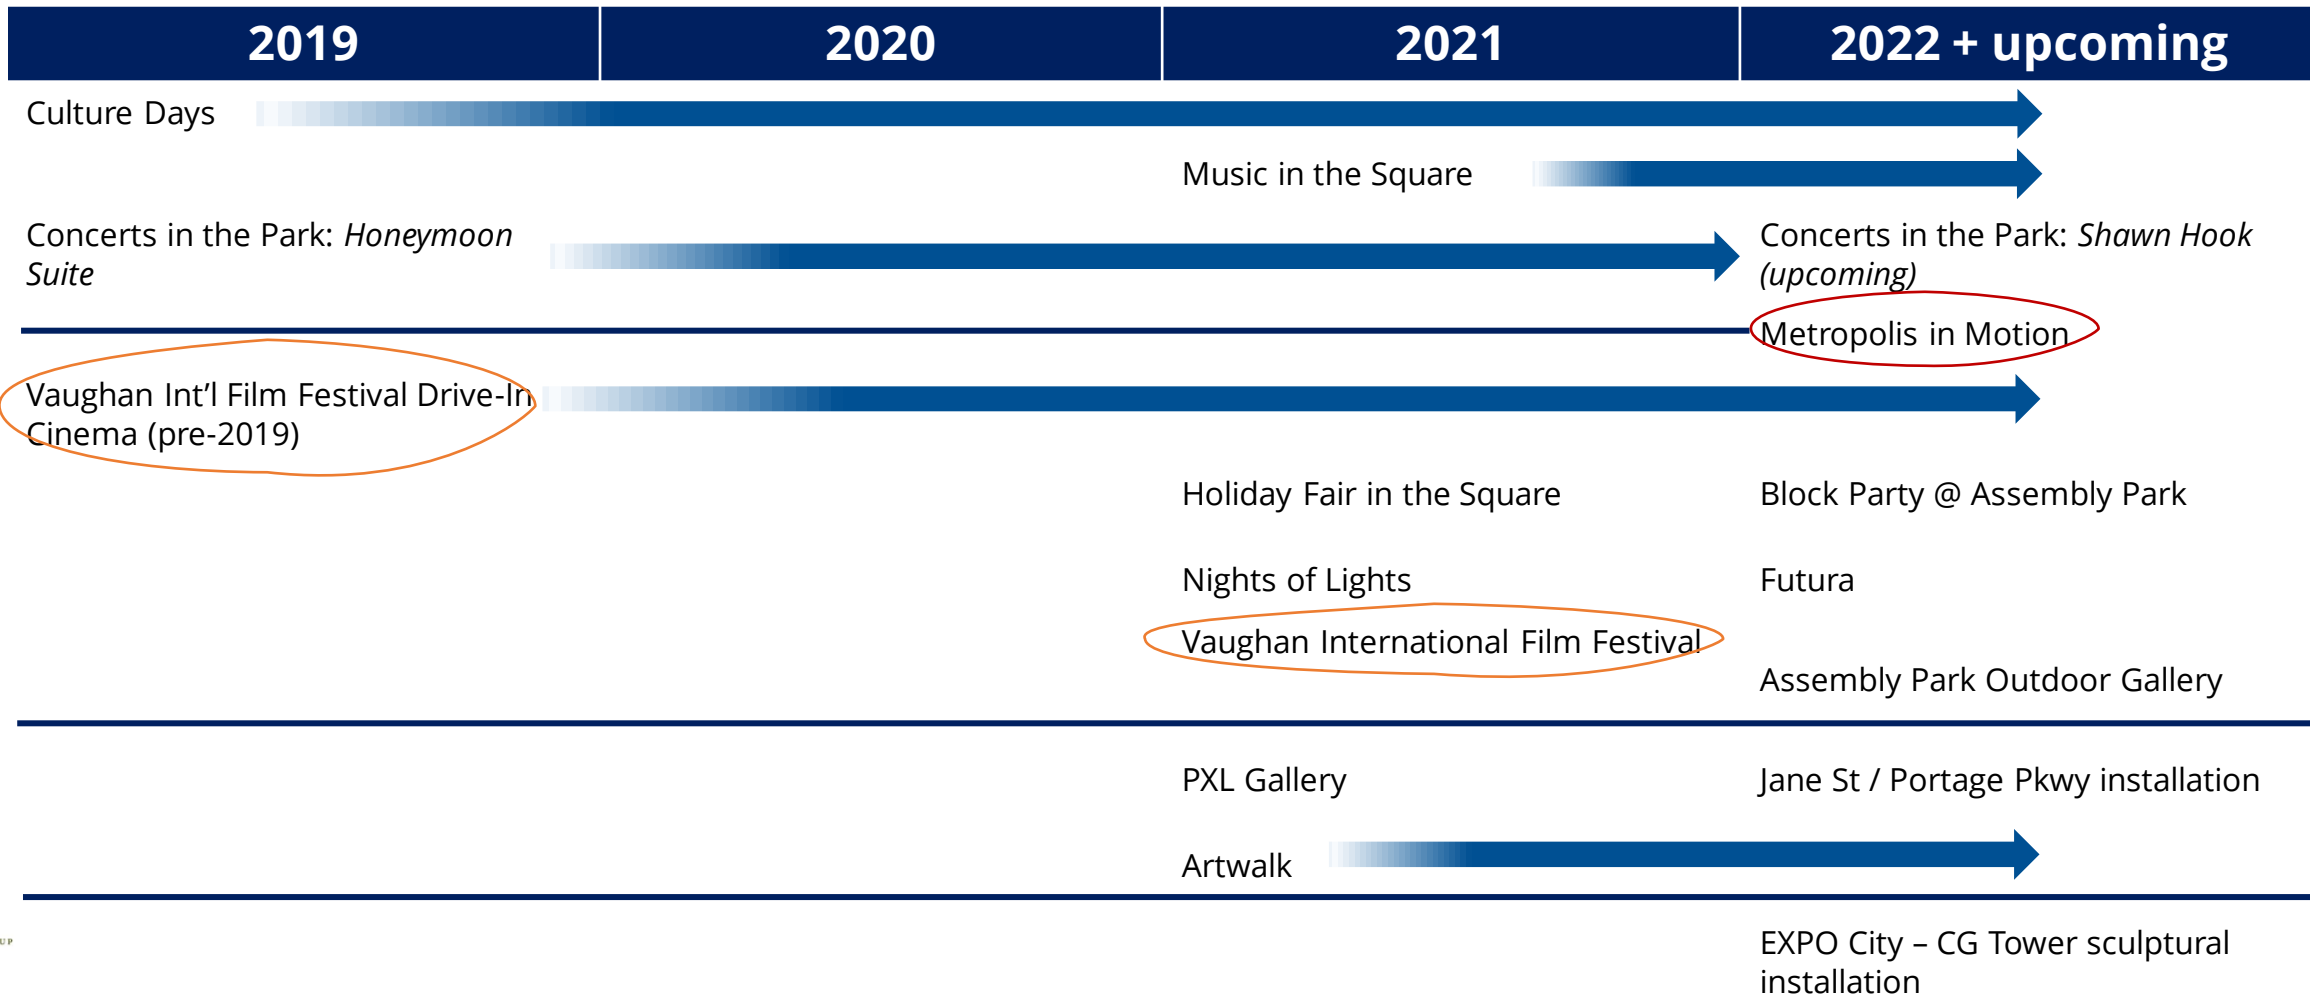 2019
2020
2021
2022 + upcoming
Culture Days
Music in the Square
Concerts in the Park: Honeymoon
Suite
Concerts in the Park: Shawn Hook
(upcoming)
Metropolis in Motion
Vaughan Int’l Film Festival Drive-In
Cinema (pre-2019)
Holiday Fair in the Square
Block Party @ Assembly Park
Nights of Lights
Futura
Vaughan International Film Festival
Assembly Park Outdoor Gallery
PXL Gallery
Jane St / Portage Pkwy installation
Artwalk
UP
EXPO City – CG Tower sculptural
installation